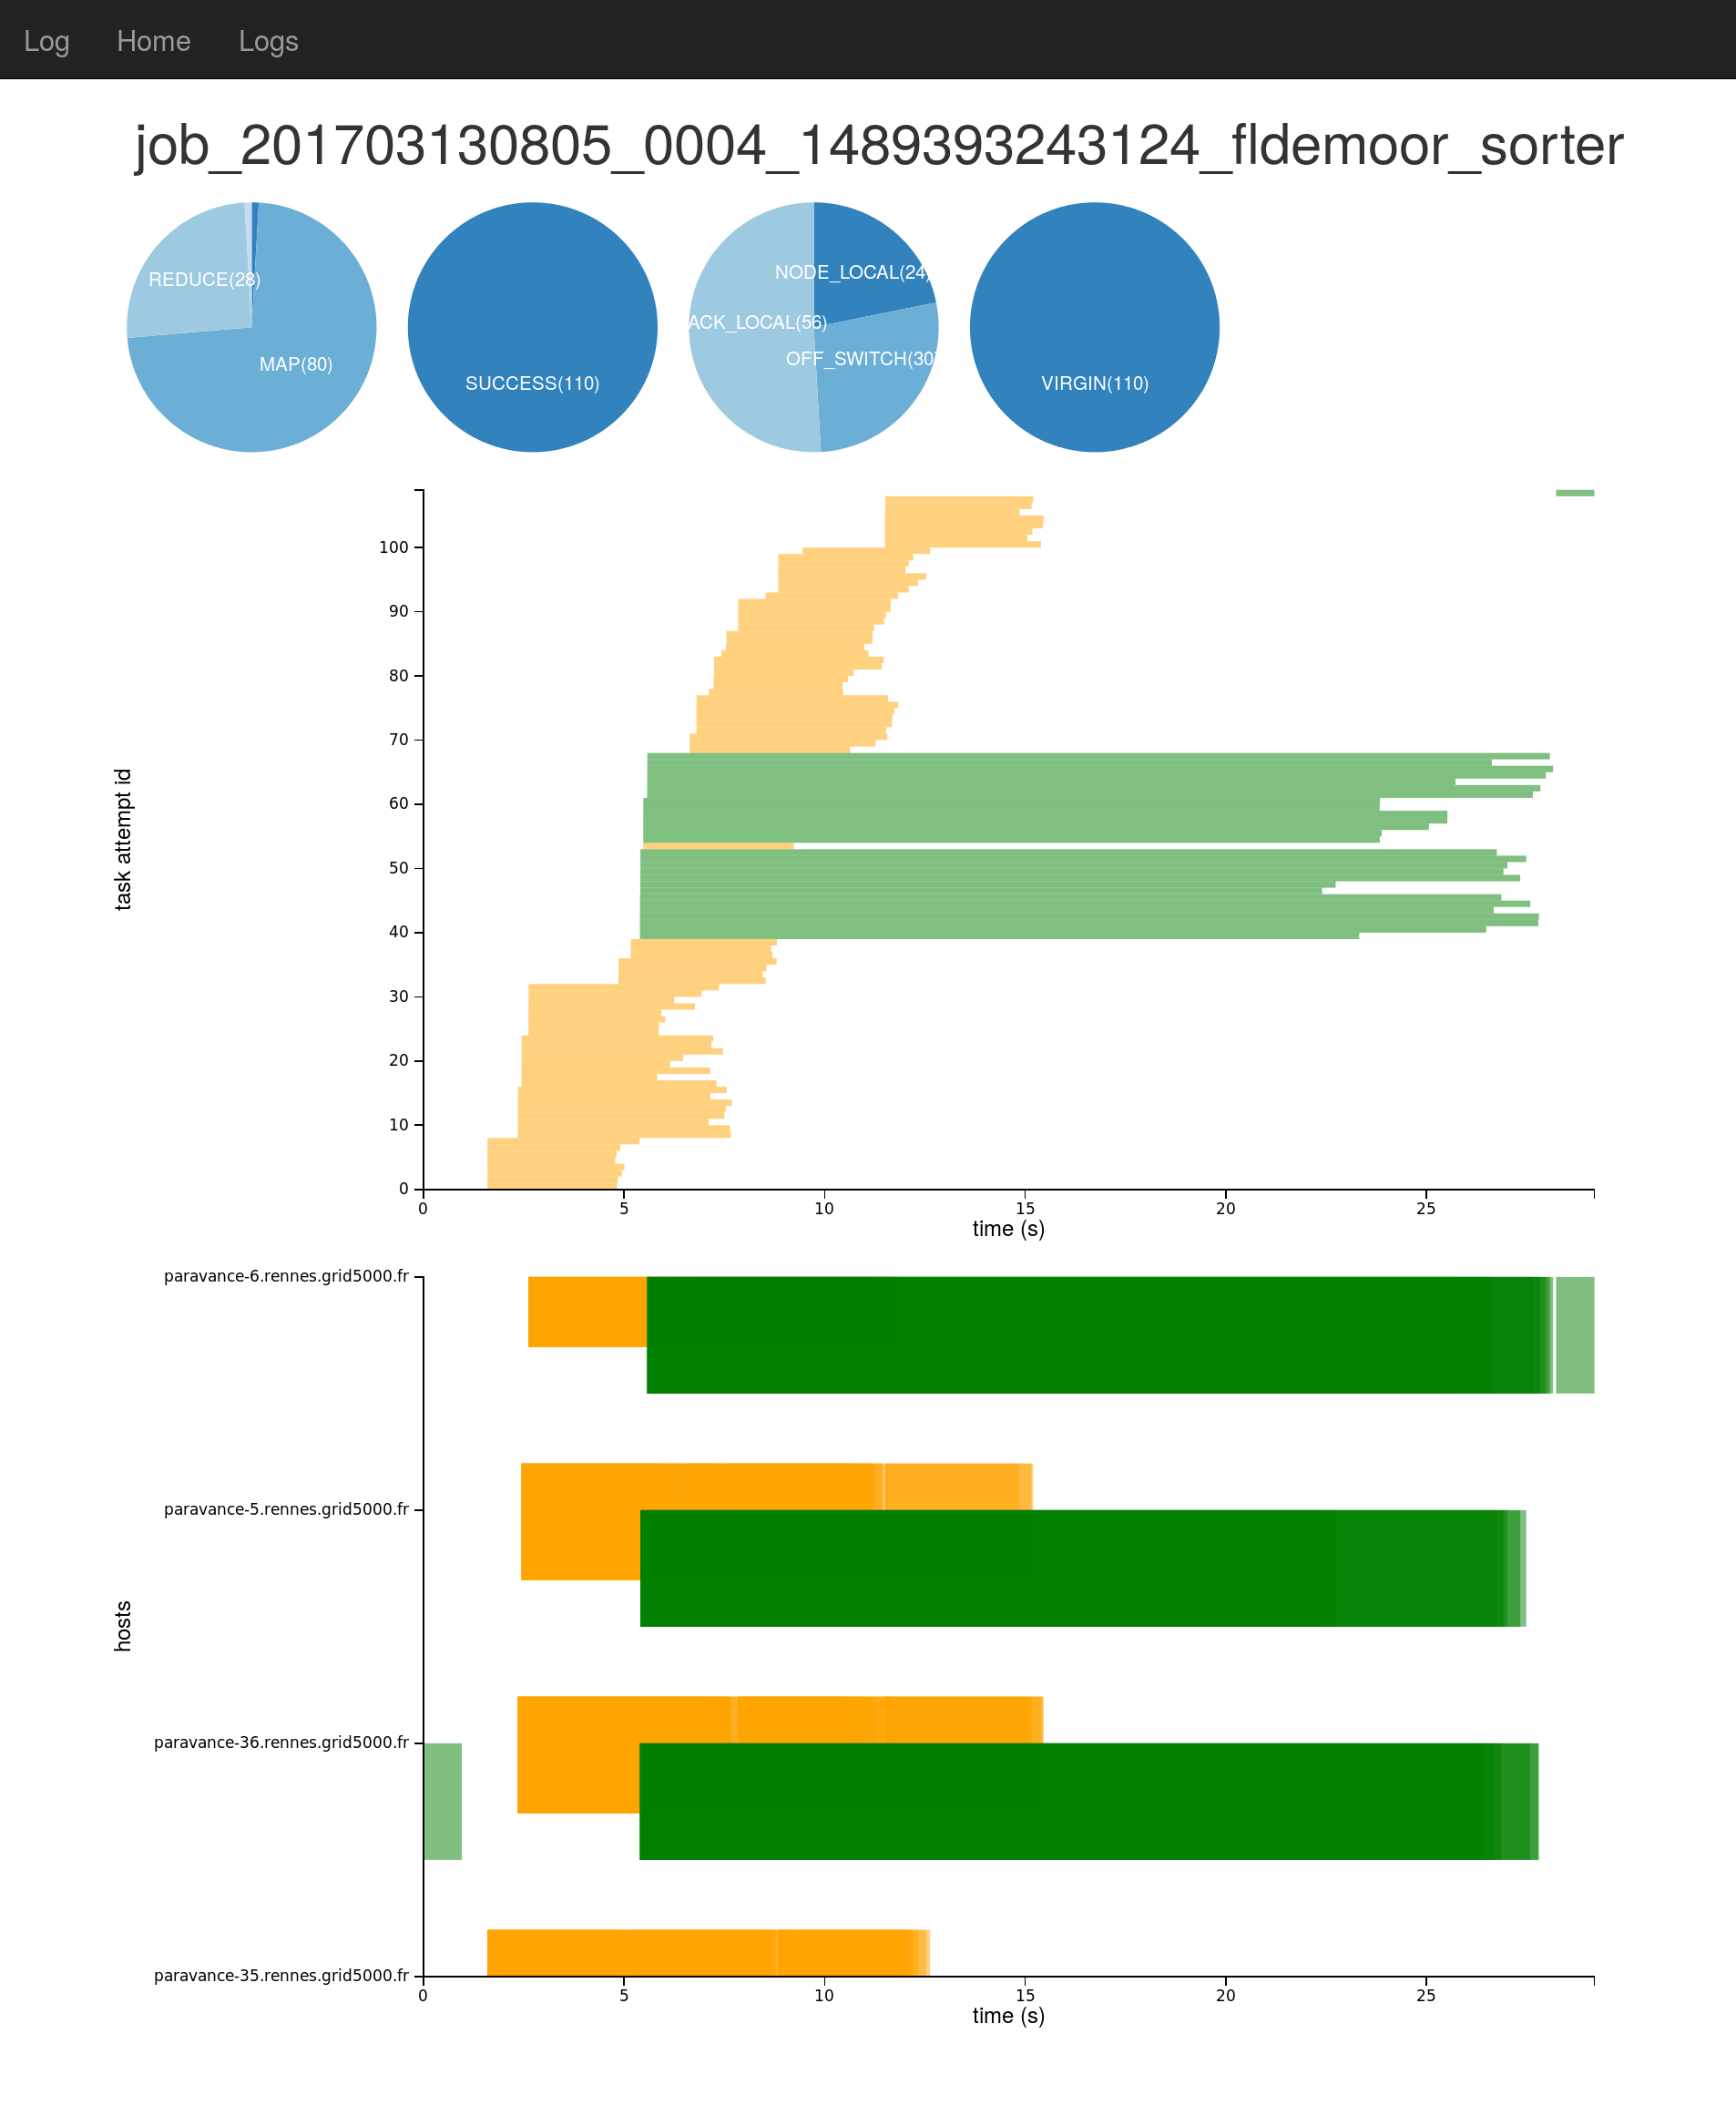 Log Home Logs
job_201703130805_0004_1489393243124_fldemoor_sorter
REDUCE(28)
MAP(80)
SUCCESS(110)
NODE_LOCAL(24)
ACK_LOCAL(56)
OFF_SWITCH(30)
VIRGIN(110)
task attempt id
100
90
80
70
60
50
40
30
20
10
0
0 5 10 15 20 25
time (s)
hosts
paravance-6.rennes.grid5000.fr
paravance-5.rennes.grid5000.fr
paravance-36.rennes.grid5000.fr
paravance-35.rennes.grid5000.fr
0 5 10 15 20 25
time (s)